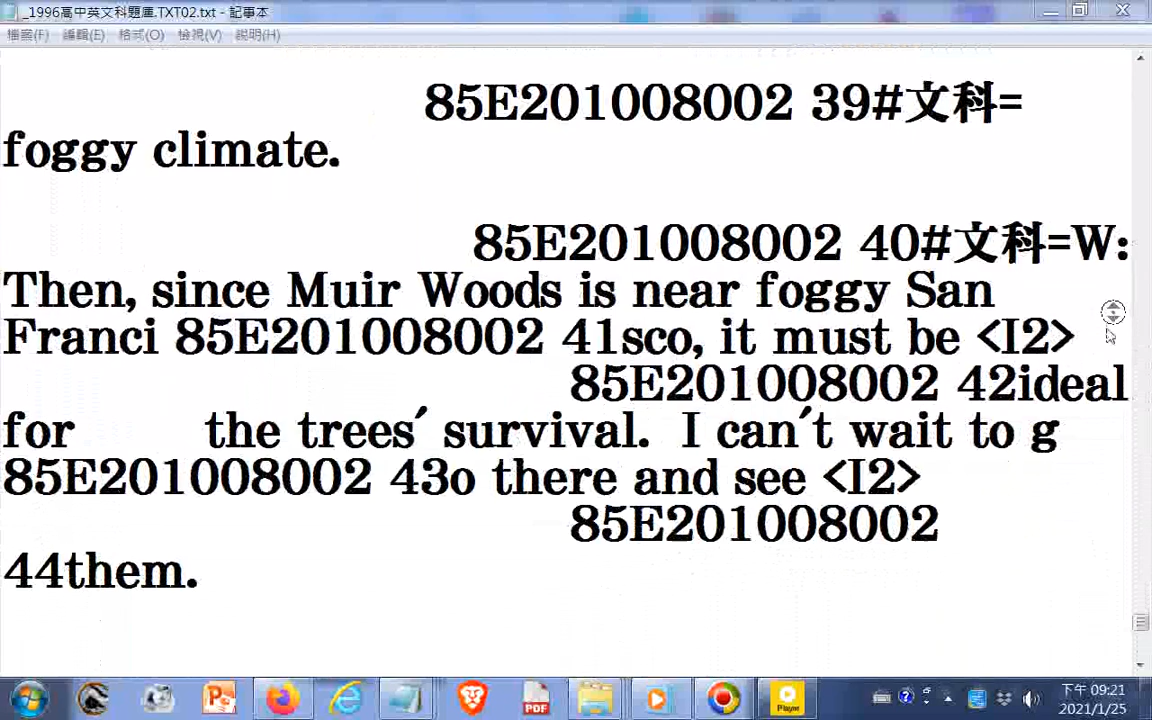 _1996高中英文科題庫.TXT02.txt - 記事本
檔案(F) 編輯(E) 格式(O) 檢視(V) 說明(H)
85E201008002 39#文科=
foggy climate.
85E201008002 40#文科=W:
Then, since Muir Woods is near foggy San
Franci 85E201008002 41sco, it must be <I2>
85E201008002 42ideal
for the trees′ survival. I can′t wait to g
85E201008002 43o there and see <I2>
85E201008002
44them.
PDF
Player
下午 09:21
2021/1/25